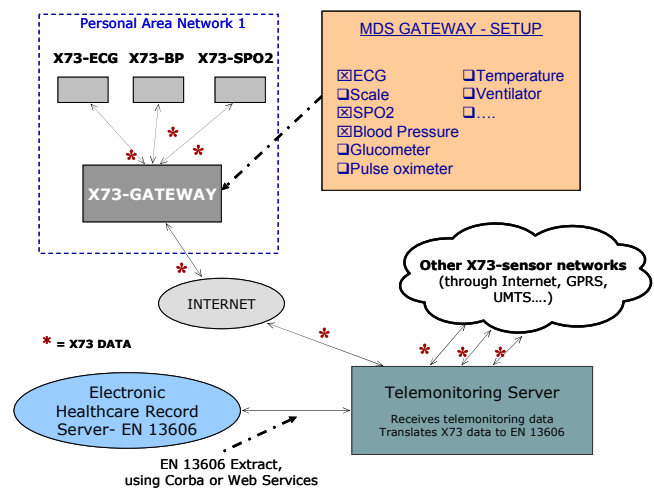 Personal Area Network 1
X73-ECG X73-BP X73-SPO2
* * *
X73-GATEWAY
MDS GATEWAY - SETUP
☒ECG
❑Scale
☒SPO2
☒Blood Pressure
❑Glucometer
❑Pulse oximeter
❑Temperature
❑Ventilator
❑….
*
INTERNET
Other X73-sensor networks
(through Internet, GPRS,
UMTS….)
*
* * *
* = X73 DATA
Electronic
Healthcare Record
Server- EN 13606
Telemonitoring Server
Receives telemonitoring data
Translates X73 data to EN 13606
EN 13606 Extract,
using Corba or Web Services